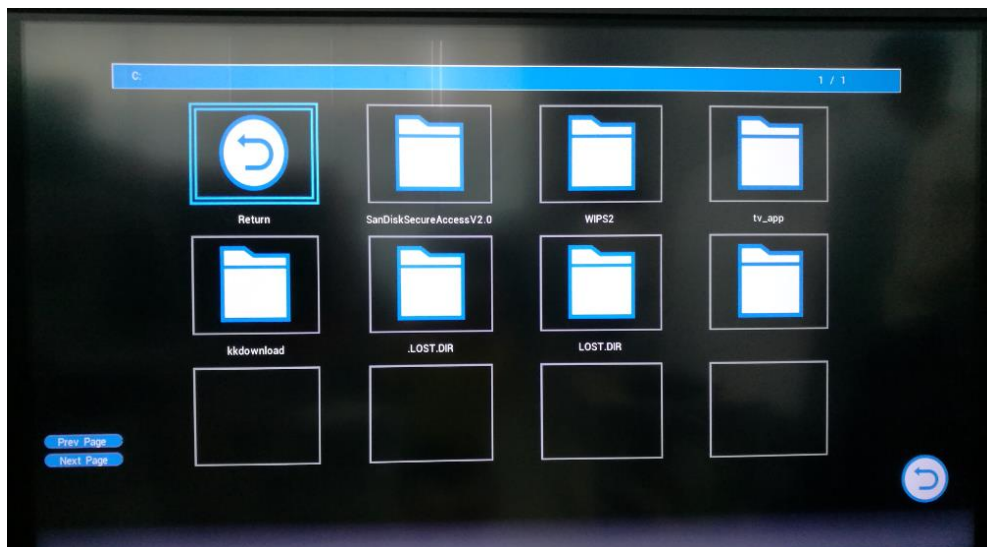 C:
1 / 1
Return
SanDiskSecureAccessV2.0
WIPS2
tv_app
kkdownload
.LOST.DIR
LOST.DIR
Prev Page
Next Page